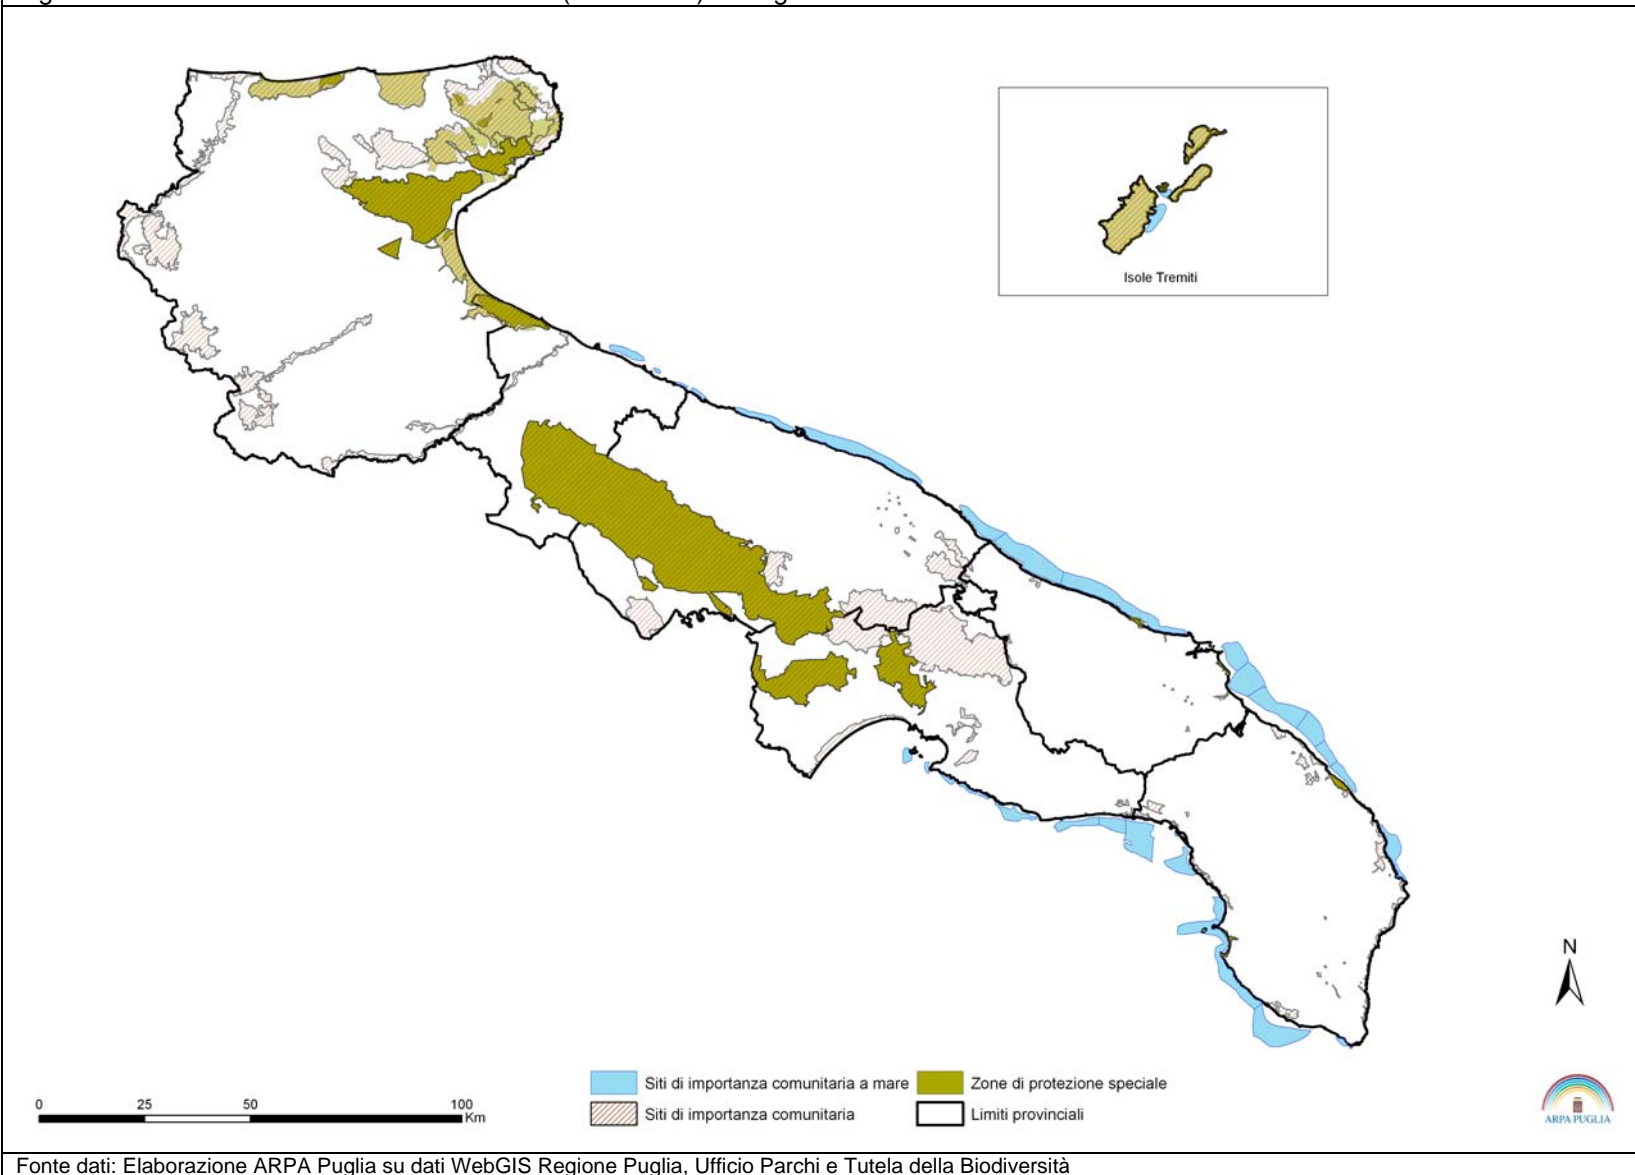 Isole Tremiti
N
Siti di importanza comunitaria a mare
Zone di protezione speciale
Siti di importanza comunitaria
Limiti provinciali
0 25 50 100
Km
ARPA PUGLIA
Fonte dati: Elaborazione ARPA Puglia su dati WebGIS Regione Puglia, Ufficio Parchi e Tutela della Biodiversità